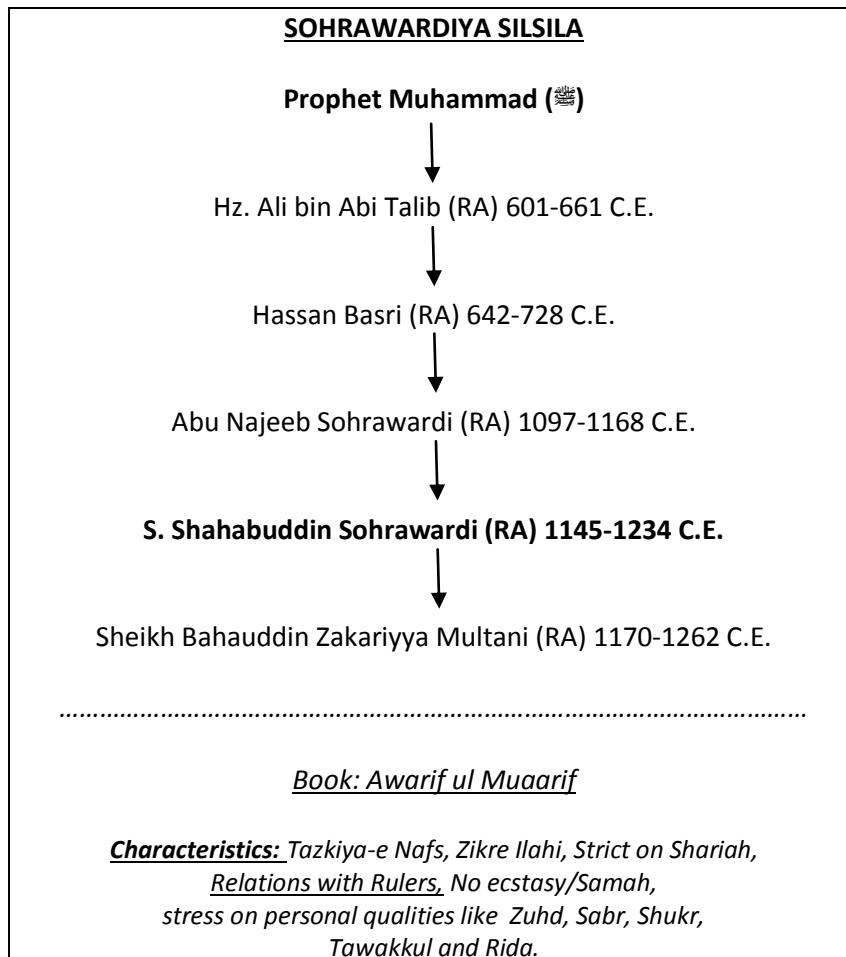 SOHRAWARDIYA SILSILA
Prophet Muhammad (ﷺ)
Hz. Ali bin Abi Talib (RA) 601-661 C.E.
Hassan Basri (RA) 642-728 C.E.
Abu Najeeb Sohrawardi (RA) 1097-1168 C.E.
S. Shahabuddin Sohrawardi (RA) 1145-1234 C.E.
Sheikh Bahauddin Zakariyya Multani (RA) 1170-1262 C.E.
……………………………………………………………………………………………
Book: Awarif ul Muaarif
Characteristics: Tazkiya-e Nafs, Zikre Ilahi, Strict on Shariah,
Relations with Rulers, No ecstasy/Samah,
stress on personal qualities like Zuhd, Sabr, Shukr,
Tawakkul and Rida.